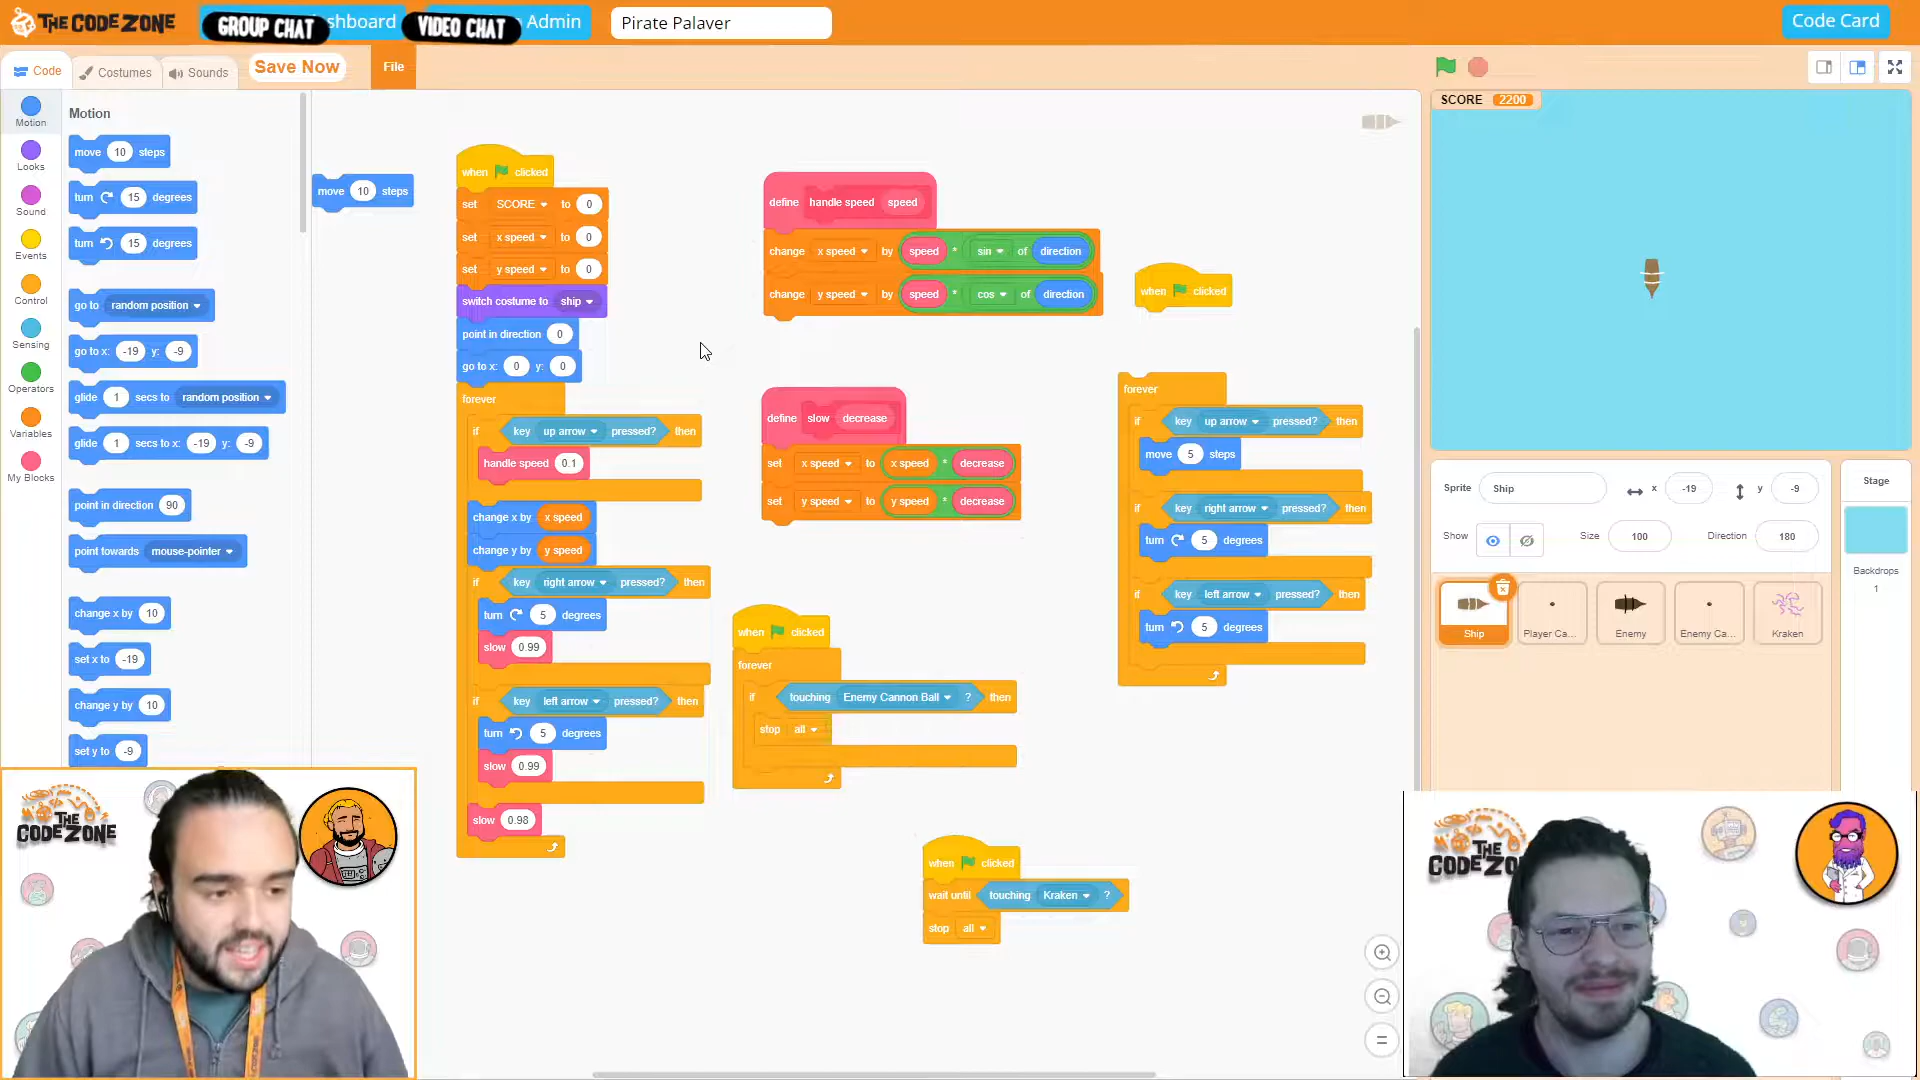 THE CODE ZONE
GROUP CHAT
shboard
VIDEO CHAT
Admin
Pirate Palaver
Code Card
Code
Costumes
Sounds
Save Now
File
Motion
Looks
Sound
Events
Control
Sensing
Operators
Variables
My Blocks
Motion
move 10 steps
turn 15 degrees
turn 15 degrees
go to random position
go to x: -19 y: -9
glide 1 secs to random position
glide 1 secs to x: -19 y: -9
point in direction 90
point towards mouse-pointer
change x by 10
set x to -19
change y by 10
set y to -9
move 10 steps
when clicked
set SCORE to 0
set x speed to 0
set y speed to 0
switch costume to ship
point in direction 0
go to x: 0 y: 0
forever
if key up arrow pressed? then
handle speed 0.1
change x by x speed
change y by y speed
if key right arrow pressed? then
turn 5 degrees
slow 0.99
if key left arrow pressed? then
turn 5 degrees
slow 0.99
slow 0.98
define handle speed speed
change x speed by speed * sin of direction
change y speed by speed * cos of direction
define slow decrease
set x speed to x speed * decrease
set y speed to y speed * decrease
when clicked
forever
if touching Enemy Cannon Ball ? then
stop all
when clicked
wait until touching Kraken ?
stop all
when clicked
forever
if key up arrow pressed? then
move 5 steps
if key right arrow pressed? then
turn 5 degrees
if key left arrow pressed? then
turn 5 degrees
SCORE 2200
Sprite Ship x -19 y -9
Show Size 100 Direction 180
Ship
Player Ca...
Enemy
Enemy Ca...
Kraken
Stage
Backdrops
1
THE
CODE ZONE
THE
CODE ZO